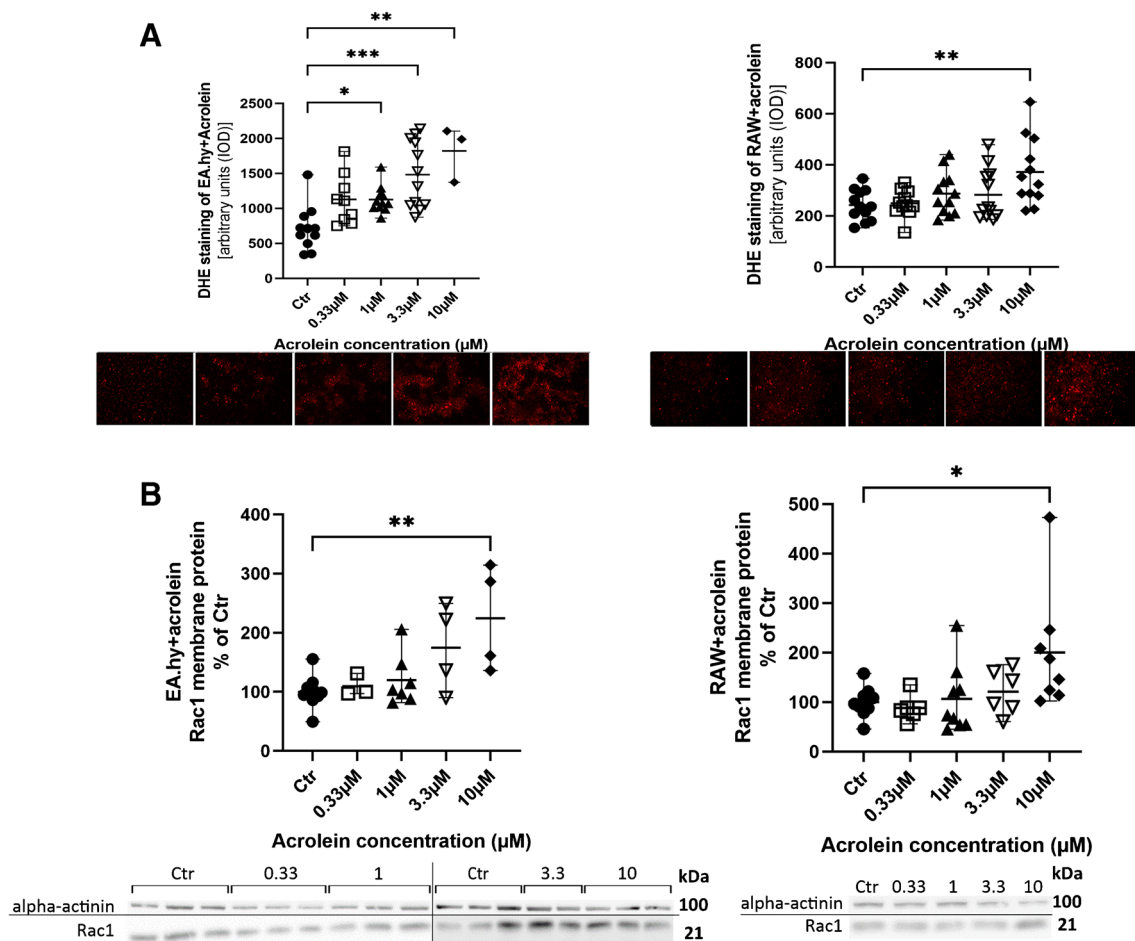 A
DHE staining of EA.hy+Acrolein
[arbitrary units (IOD)]
2500
2000
1500
1000
500
0
*
***
**
Ctr
0.33µM
1µM
3.3µM
10µM
Acrolein concentration (µM)
DHE staining of RAW+acrolein
[arbitrary units (IOD)]
800
600
400
200
0
**
Ctr
0.33µM
1µM
3.3µM
10µM
Acrolein concentration (µM)
B
EA.hy+acrolein
Rac1 membrane protein
% of Ctr
400
300
200
100
0
**
Ctr
0.33µM
1µM
3.3µM
10µM
Acrolein concentration (µM)
Ctr 0.33 1 Ctr 3.3 10 kDa
alpha-actinin 100
Rac1 21
RAW+acrolein
Rac1 membrane protein
% of Ctr
500
400
300
200
100
0
*
Ctr
0.33µM
1µM
3.3µM
10µM
Acrolein concentration (µM)
Ctr 0.33 1 3.3 10 kDa
alpha-actinin 100
Rac1 21